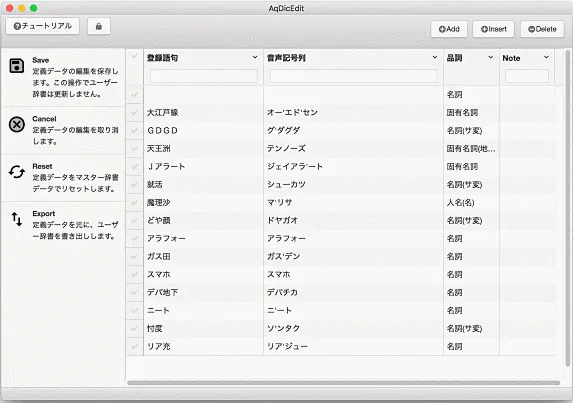 AqDicEdit
?チュートリアル
Add
Insert
Delete
Save
定義データの編集を保存し
ます。この操作でユーザー
辞書は更新しません。
Cancel
定義データの編集を取り消
します。
Reset
定義データをマスター辞書
データでリセットします。
Export
定義データを元に、ユーザ
ー辞書を書き出しします。
登録語句 音声記号列 品詞 Note
名詞
大江戸線 オー'エド'セン 固有名詞
ＧＤＧＤ グ'ダグダ 名詞(サ変)
天王洲 テンノーズ 固有名詞(地...
Ｊアラート ジェイアラ'ート 固有名詞
就活 シューカツ 名詞(サ変)
魔理沙 マ'リサ 人名(名)
どや顔 ドヤガオ 名詞(サ変)
アラフォー アラフォー 名詞
ガス田 ガス'デン 名詞
スマホ スマホ 名詞
デパ地下 デパチカ 名詞
ニート ニ'ート 名詞
忖度 ソ'ンタク 名詞(サ変)
リア充 リア'ジュー 名詞